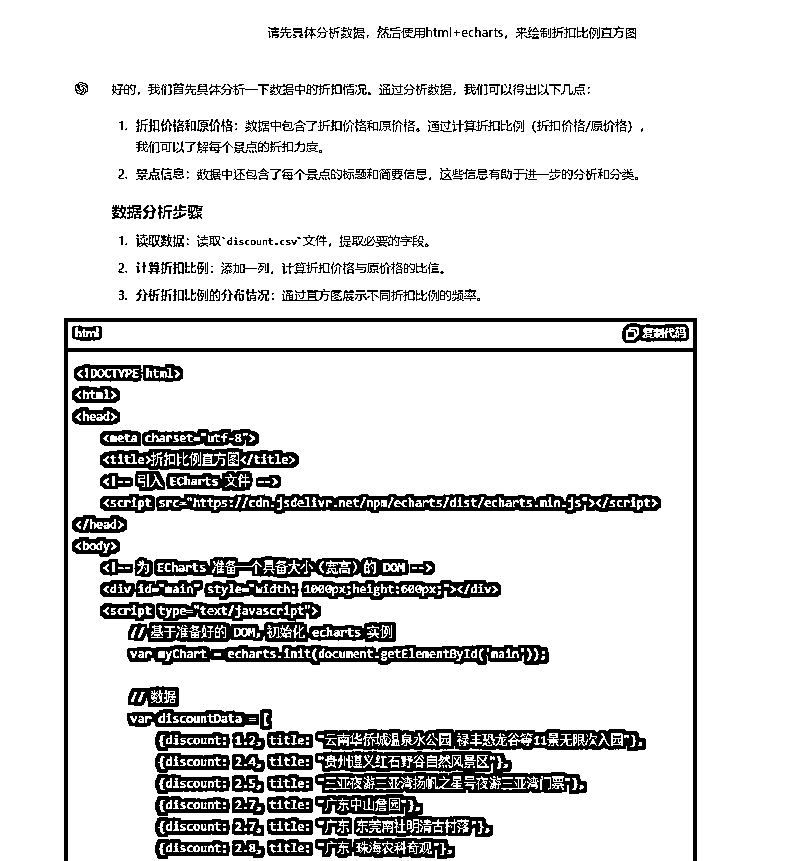 请先具体分析数据，然后使用html+echarts，来绘制折扣比例直方图
好的，我们首先具体分析一下数据中的折扣情况。通过分析数据，我们可以得出以下几点：
1. 折扣价格和原价格：数据中包含了折扣价格和原价格。通过计算折扣比例（折扣价格/原价格），
我们可以了解每个景点的折扣力度。
2. 景点信息：数据中还包含了每个景点的标题和简要信息，这些信息有助于进一步的分析和分类。
数据分析步骤
1. 读取数据：读取`discount.csv`文件，提取必要的字段。
2. 计算折扣比例：添加一列，计算折扣价格与原价格的比值。
3. 分析折扣比例的分布情况：通过直方图展示不同折扣比例的频率。
html 复制代码
<!DOCTYPE html>
<html>
<head>
<meta charset="utf-8">
<title>折扣比例直方图</title>
<!-- 引入 ECharts 文件 -->
<script src="https://cdn.jsdelivr.net/npm/echarts/dist/echarts.min.js"></script>
</head>
<body>
<!-- 为 ECharts 准备一个具备大小（宽高）的 DOM -->
<div id="main" style="width: 1000px;height:600px;"></div>
<script type="text/javascript">
// 基于准备好的 DOM，初始化 echarts 实例
var myChart = echarts.init(document.getElementById('main'));
// 数据
var discountData = [
{discount: 1.2, title: "云南华侨城温泉水公园 禄丰恐龙谷等11景无限次入园"},
{discount: 2.4, title: "贵州遵义红石野谷自然风景区"},
{discount: 2.5, title: "三亚夜游三亚湾扬帆之星号夜游三亚湾门票"},
{discount: 2.7, title: "广东中山詹园"},
{discount: 2.7, title: "广东 东莞南社明清古村落"},
{discount: 2.8, title: "广东 珠海农科奇观"},